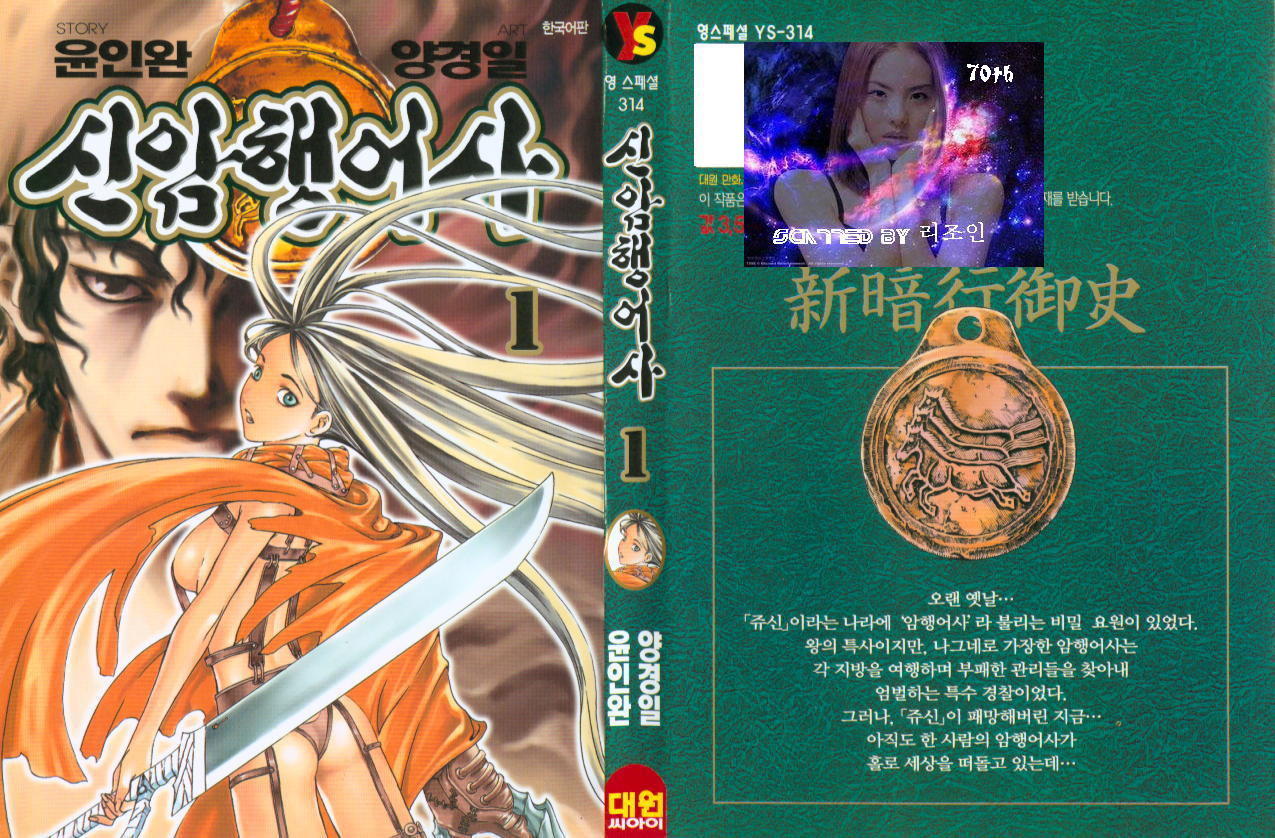 STORY
윤인완
ART
양경일
한국어판
신암행어사
1
Ys
영 스페셜
314
신암행어사
1
윤인완
양경일
대원
씨아이
영스페셜 YS-314
70th
대원 만화
이 작품은
재를 받습니다.
값 3,5
SCANNED BY 리조인
新暗行御史
오랜 옛날…
「쥬신」이라는 나라에 '암행어사' 라 불리는 비밀 요원이 있었다.
왕의 특사이지만, 나그네로 가장한 암행어사는
각 지방을 여행하며 부패한 관리들을 찾아내
엄벌하는 특수 경찰이었다.
그러나, 「쥬신」이 패망해버린 지금…
아직도 한 사람의 암행어사가
홀로 세상을 떠돌고 있는데…